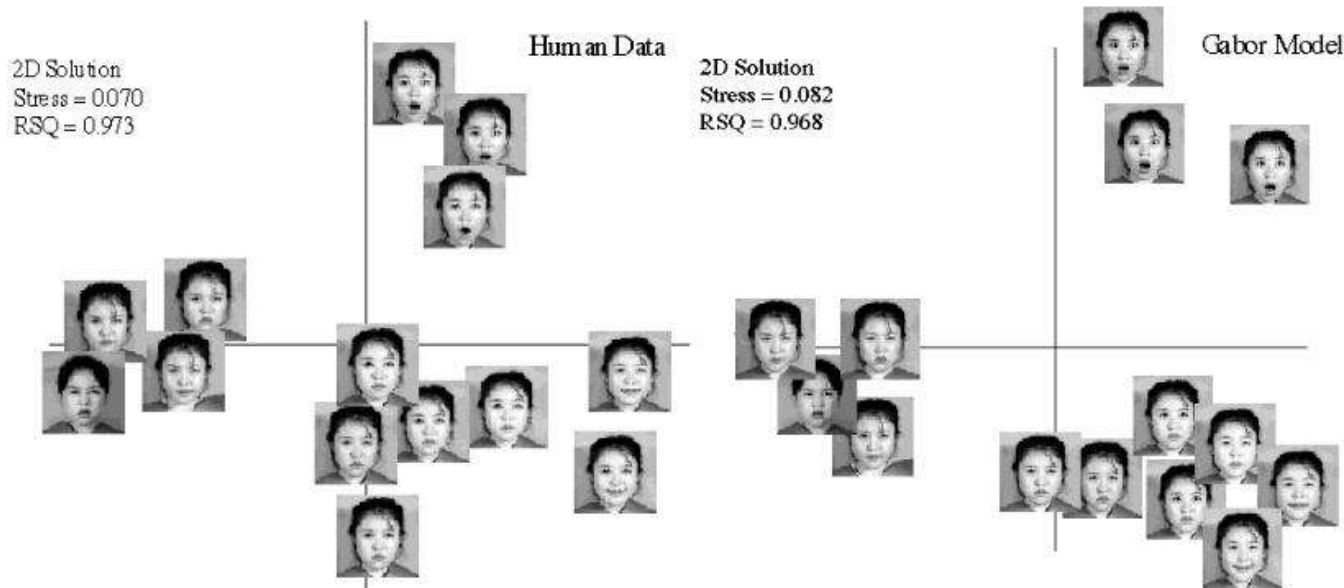 Human Data
2D Solution
Stress = 0.070
RSQ = 0.973
Gabor Model
2D Solution
Stress = 0.082
RSQ = 0.968